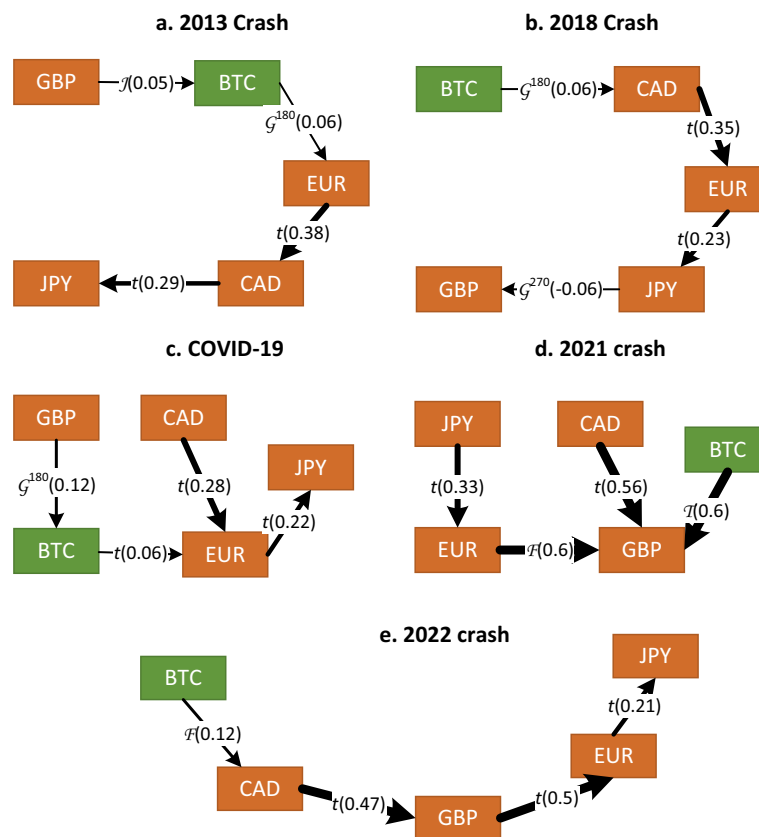 a. 2013 Crash
GBP
𝒥(0.05)
BTC
𝒢¹⁸⁰(0.06)
EUR
t(0.38)
JPY
t(0.29)
CAD
b. 2018 Crash
BTC
𝒢¹⁸⁰(0.06)
CAD
t(0.35)
EUR
t(0.23)
GBP
𝒢²⁷⁰(-0.06)
JPY
c. COVID-19
GBP
CAD
JPY
𝒢¹⁸⁰(0.12)
t(0.28)
t(0.22)
BTC
t(0.06)
EUR
d. 2021 crash
JPY
CAD
BTC
t(0.33)
t(0.56)
𝒯(0.6)
EUR
ℱ(0.6)
GBP
e. 2022 crash
JPY
BTC
t(0.21)
ℱ(0.12)
EUR
CAD
t(0.47)
GBP
t(0.5)